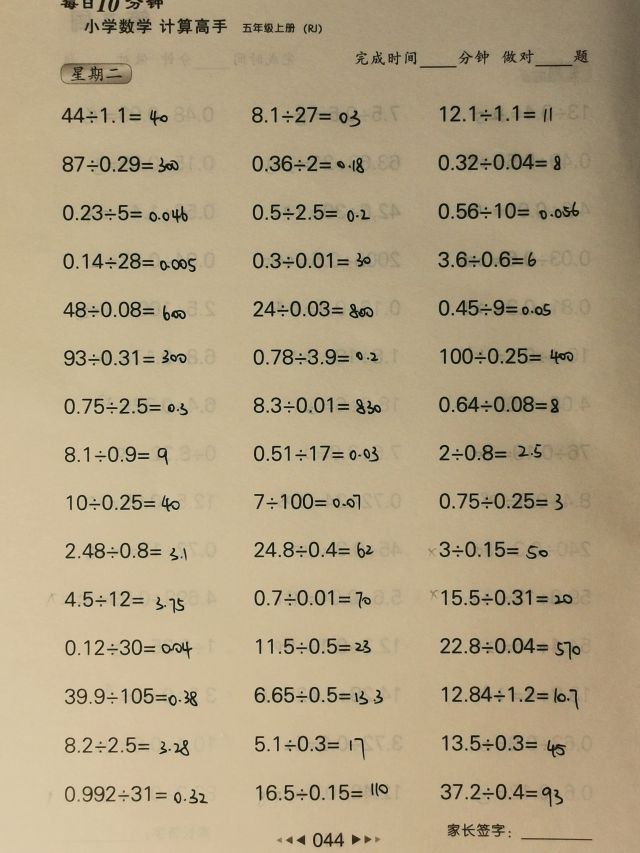 每日10分钟
小学数学 计算高手 五年级上册 (RJ)
完成时间____分钟 做对____题
星期二
44÷1.1=40 8.1÷27=03 12.1÷1.1=11
87÷0.29=300 0.36÷2=0.18 0.32÷0.04=8
0.23÷5=0.046 0.5÷2.5=0.2 0.56÷10=0.056
0.14÷28=0.005 0.3÷0.01=30 3.6÷0.6=6
48÷0.08=600 24÷0.03=800 0.45÷9=0.05
93÷0.31=300 0.78÷3.9=0.2 100÷0.25=400
0.75÷2.5=0.3 8.3÷0.01=830 0.64÷0.08=8
8.1÷0.9=9 0.51÷17=0.03 2÷0.8=2.5
10÷0.25=40 7÷100=0.07 0.75÷0.25=3
2.48÷0.8=3.1 24.8÷0.4=62 ×3÷0.15=50
4.5÷12=3.75 0.7÷0.01=70 ×15.5÷0.31=20
0.12÷30=0.04 11.5÷0.5=23 22.8÷0.04=570
39.9÷105=0.38 6.65÷0.5=13.3 12.84÷1.2=10.7
8.2÷2.5=3.28 5.1÷0.3=17 13.5÷0.3=45
0.992÷31=0.32 16.5÷0.15=110 37.2÷0.4=93
044
家长签字:________